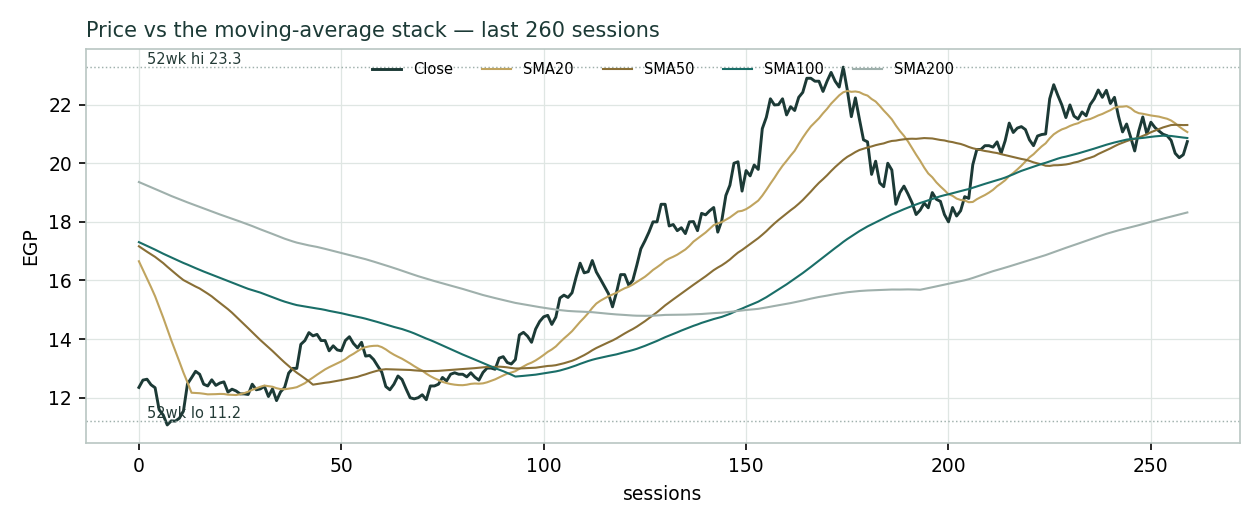 Price vs the moving-average stack — last 260 sessions
52wk hi 23.3
Close SMA20 SMA50 SMA100 SMA200
22
20
18
16
14
12
EGP
52wk lo 11.2
0 50 100 150 200 250
sessions